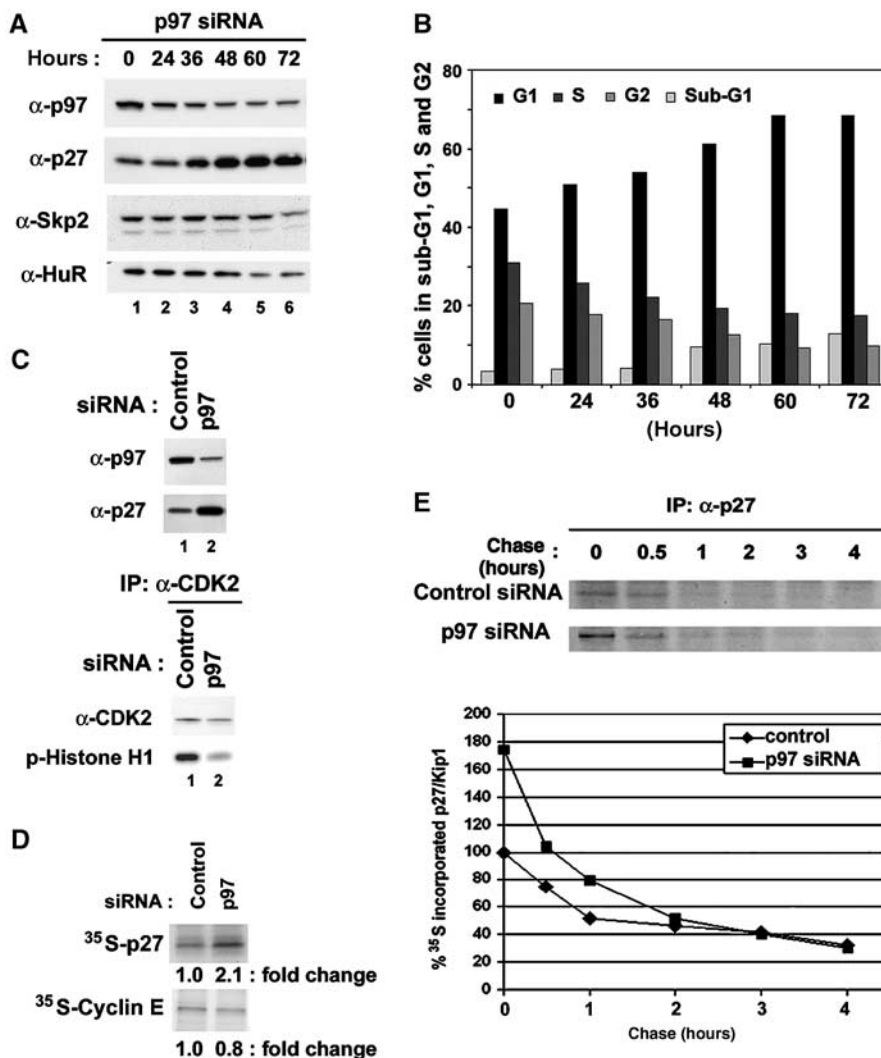 A
p97 siRNA
Hours : 0 24 36 48 60 72
α-p97
α-p27
α-Skp2
α-HuR
1 2 3 4 5 6
B
% cells in sub-G1, G1, S and G2
80
60
40
20
0
G1 S G2 Sub-G1
0 24 36 48 60 72
(Hours)
C
siRNA : Control p97
α-p97
α-p27
1 2
IP: α-CDK2
siRNA : Control p97
α-CDK2
p-Histone H1
1 2
D
siRNA : Control p97
35S-p27
1.0 2.1 : fold change
35S-Cyclin E
1.0 0.8 : fold change
E
IP: α-p27
Chase (hours) : 0 0.5 1 2 3 4
Control siRNA
p97 siRNA
% 35S incorporated p27/Kip1
200
180
160
140
120
100
80
60
40
20
0
control
p97 siRNA
0 1 2 3 4
Chase (hours)